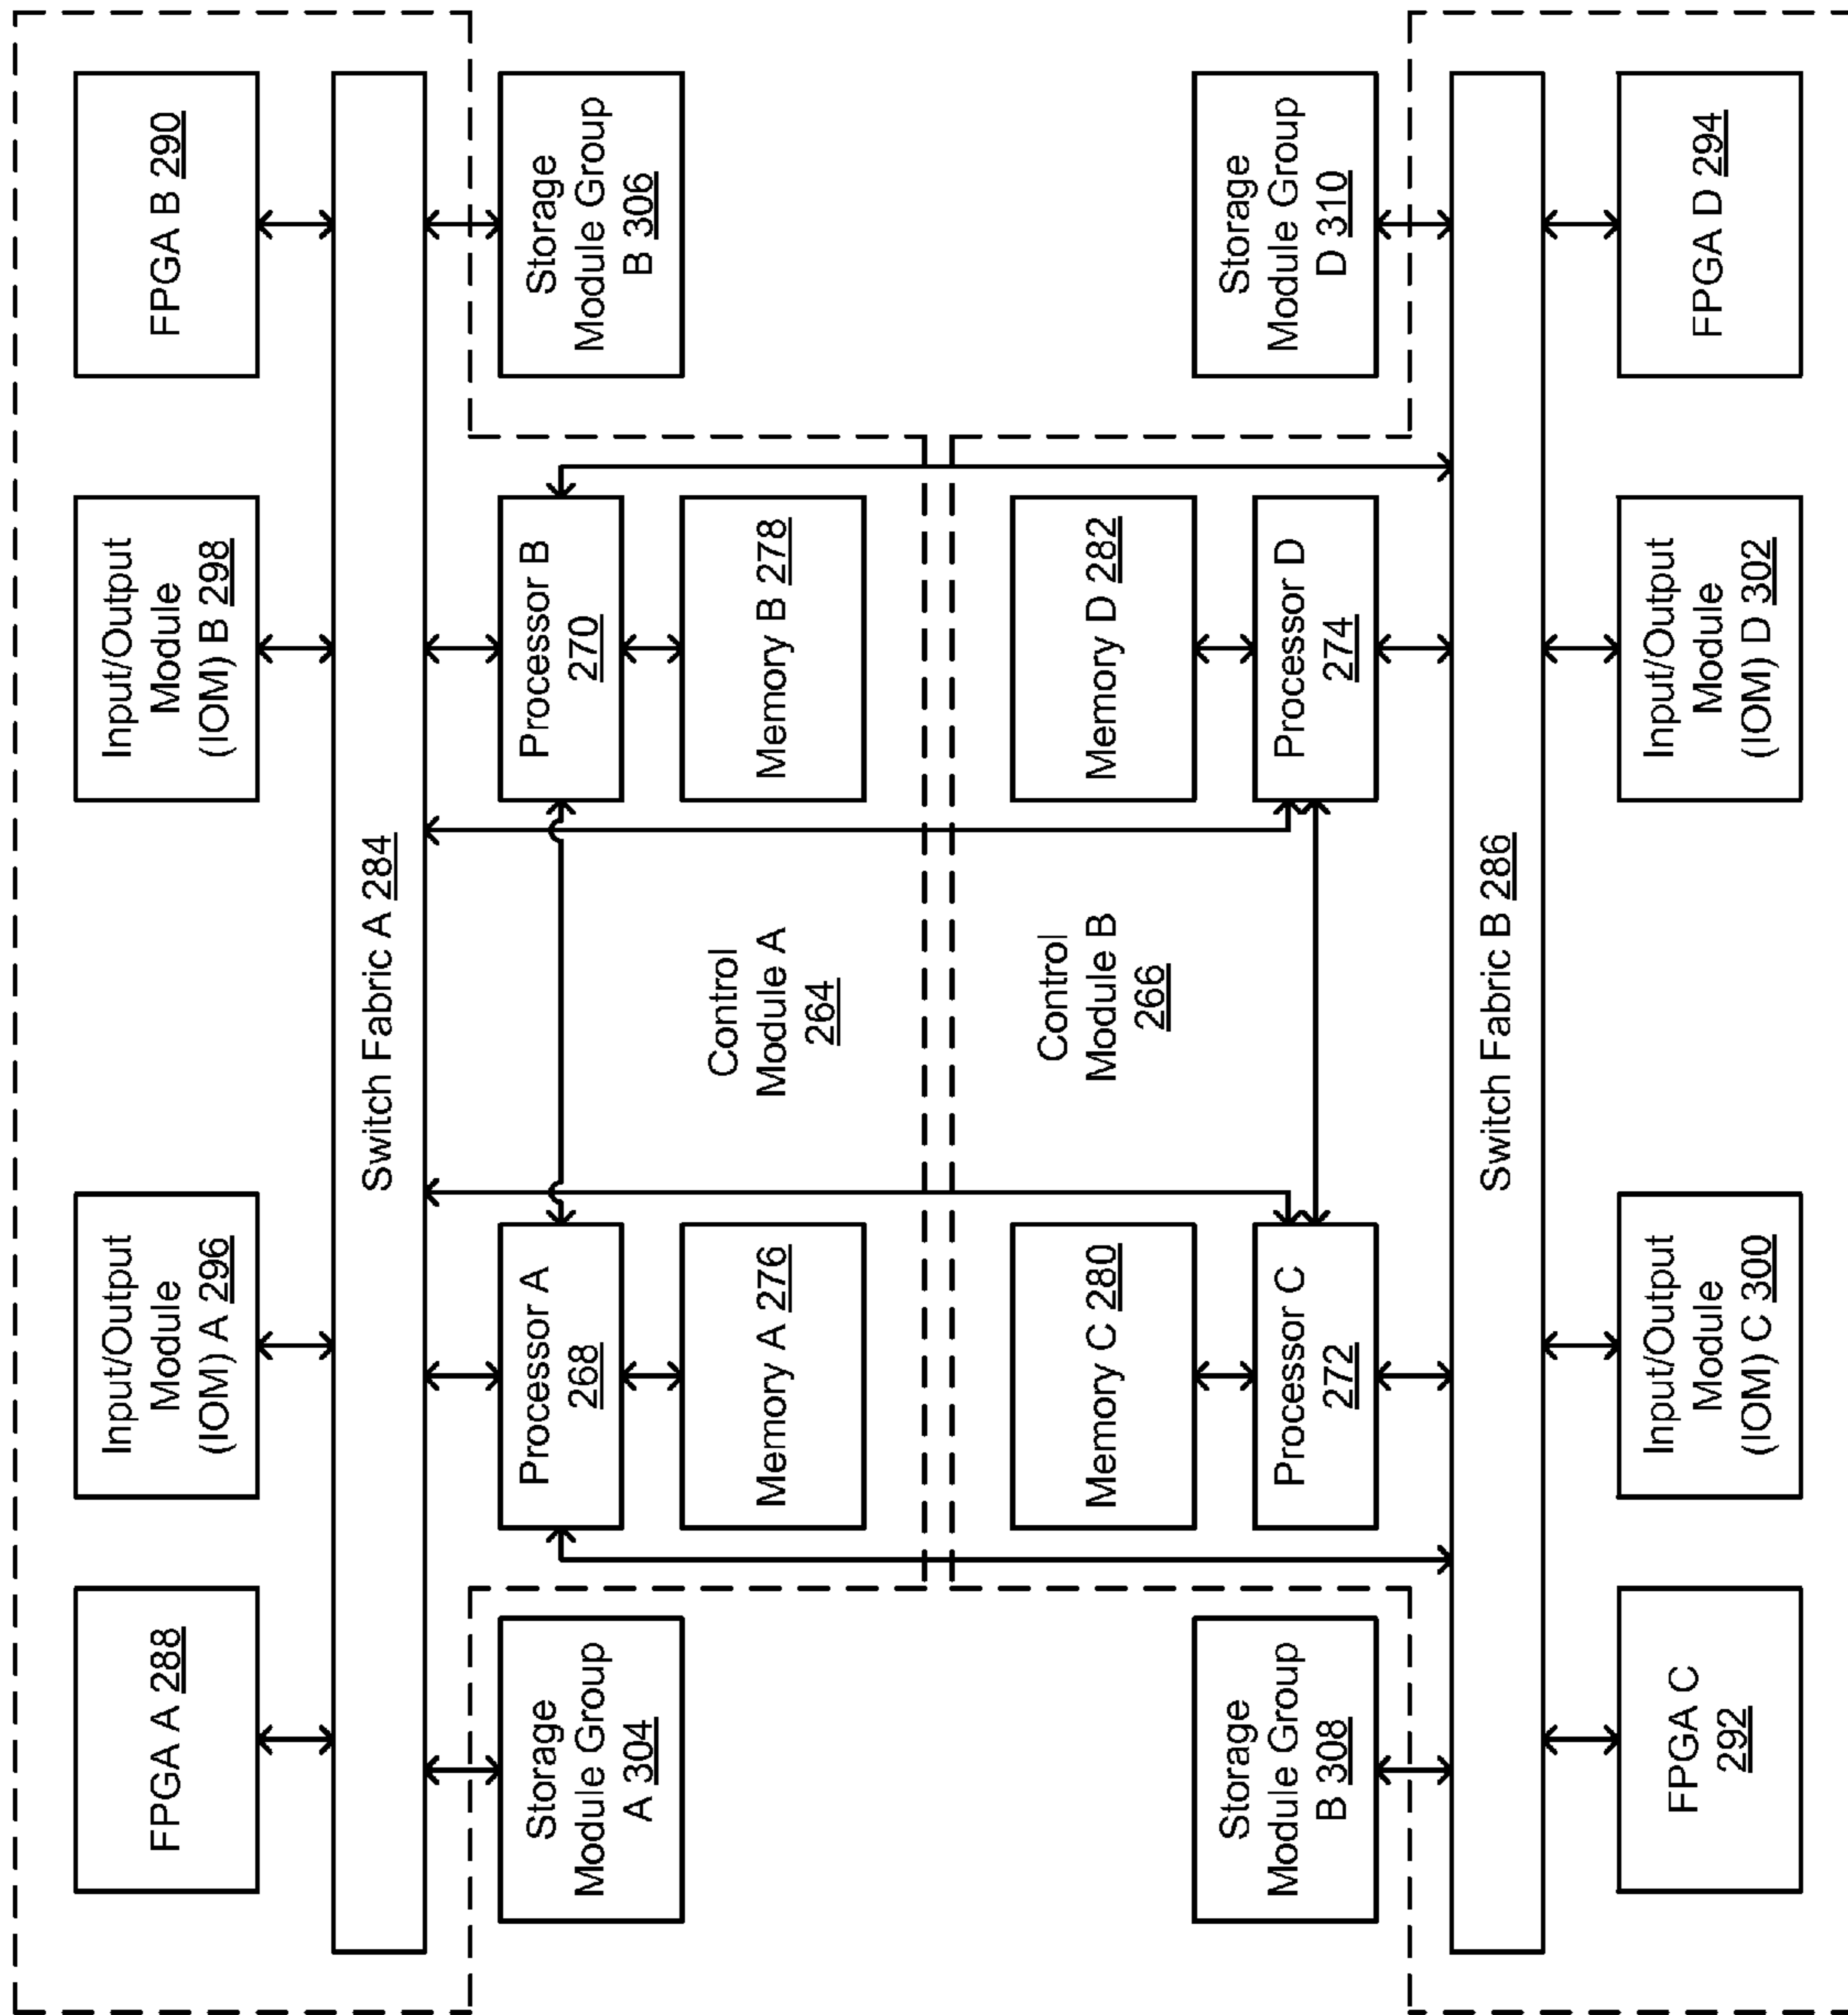 FPGA A 288
Input/Output
Module
(IOM) A 296
Input/Output
Module
(IOM) B 298
FPGA B 290
Switch Fabric A 284
Storage
Module Group
A 304
Processor A
268
Processor B
270
Storage
Module Group
B 306
Memory A 276
Control
Module A
264
Memory B 278
Memory C 280
Control
Module B
266
Memory D 282
Storage
Module Group
B 308
Processor C
272
Processor D
274
Storage
Module Group
D 310
Switch Fabric B 286
FPGA C
292
Input/Output
Module
(IOM) C 300
Input/Output
Module
(IOM) D 302
FPGA D 294